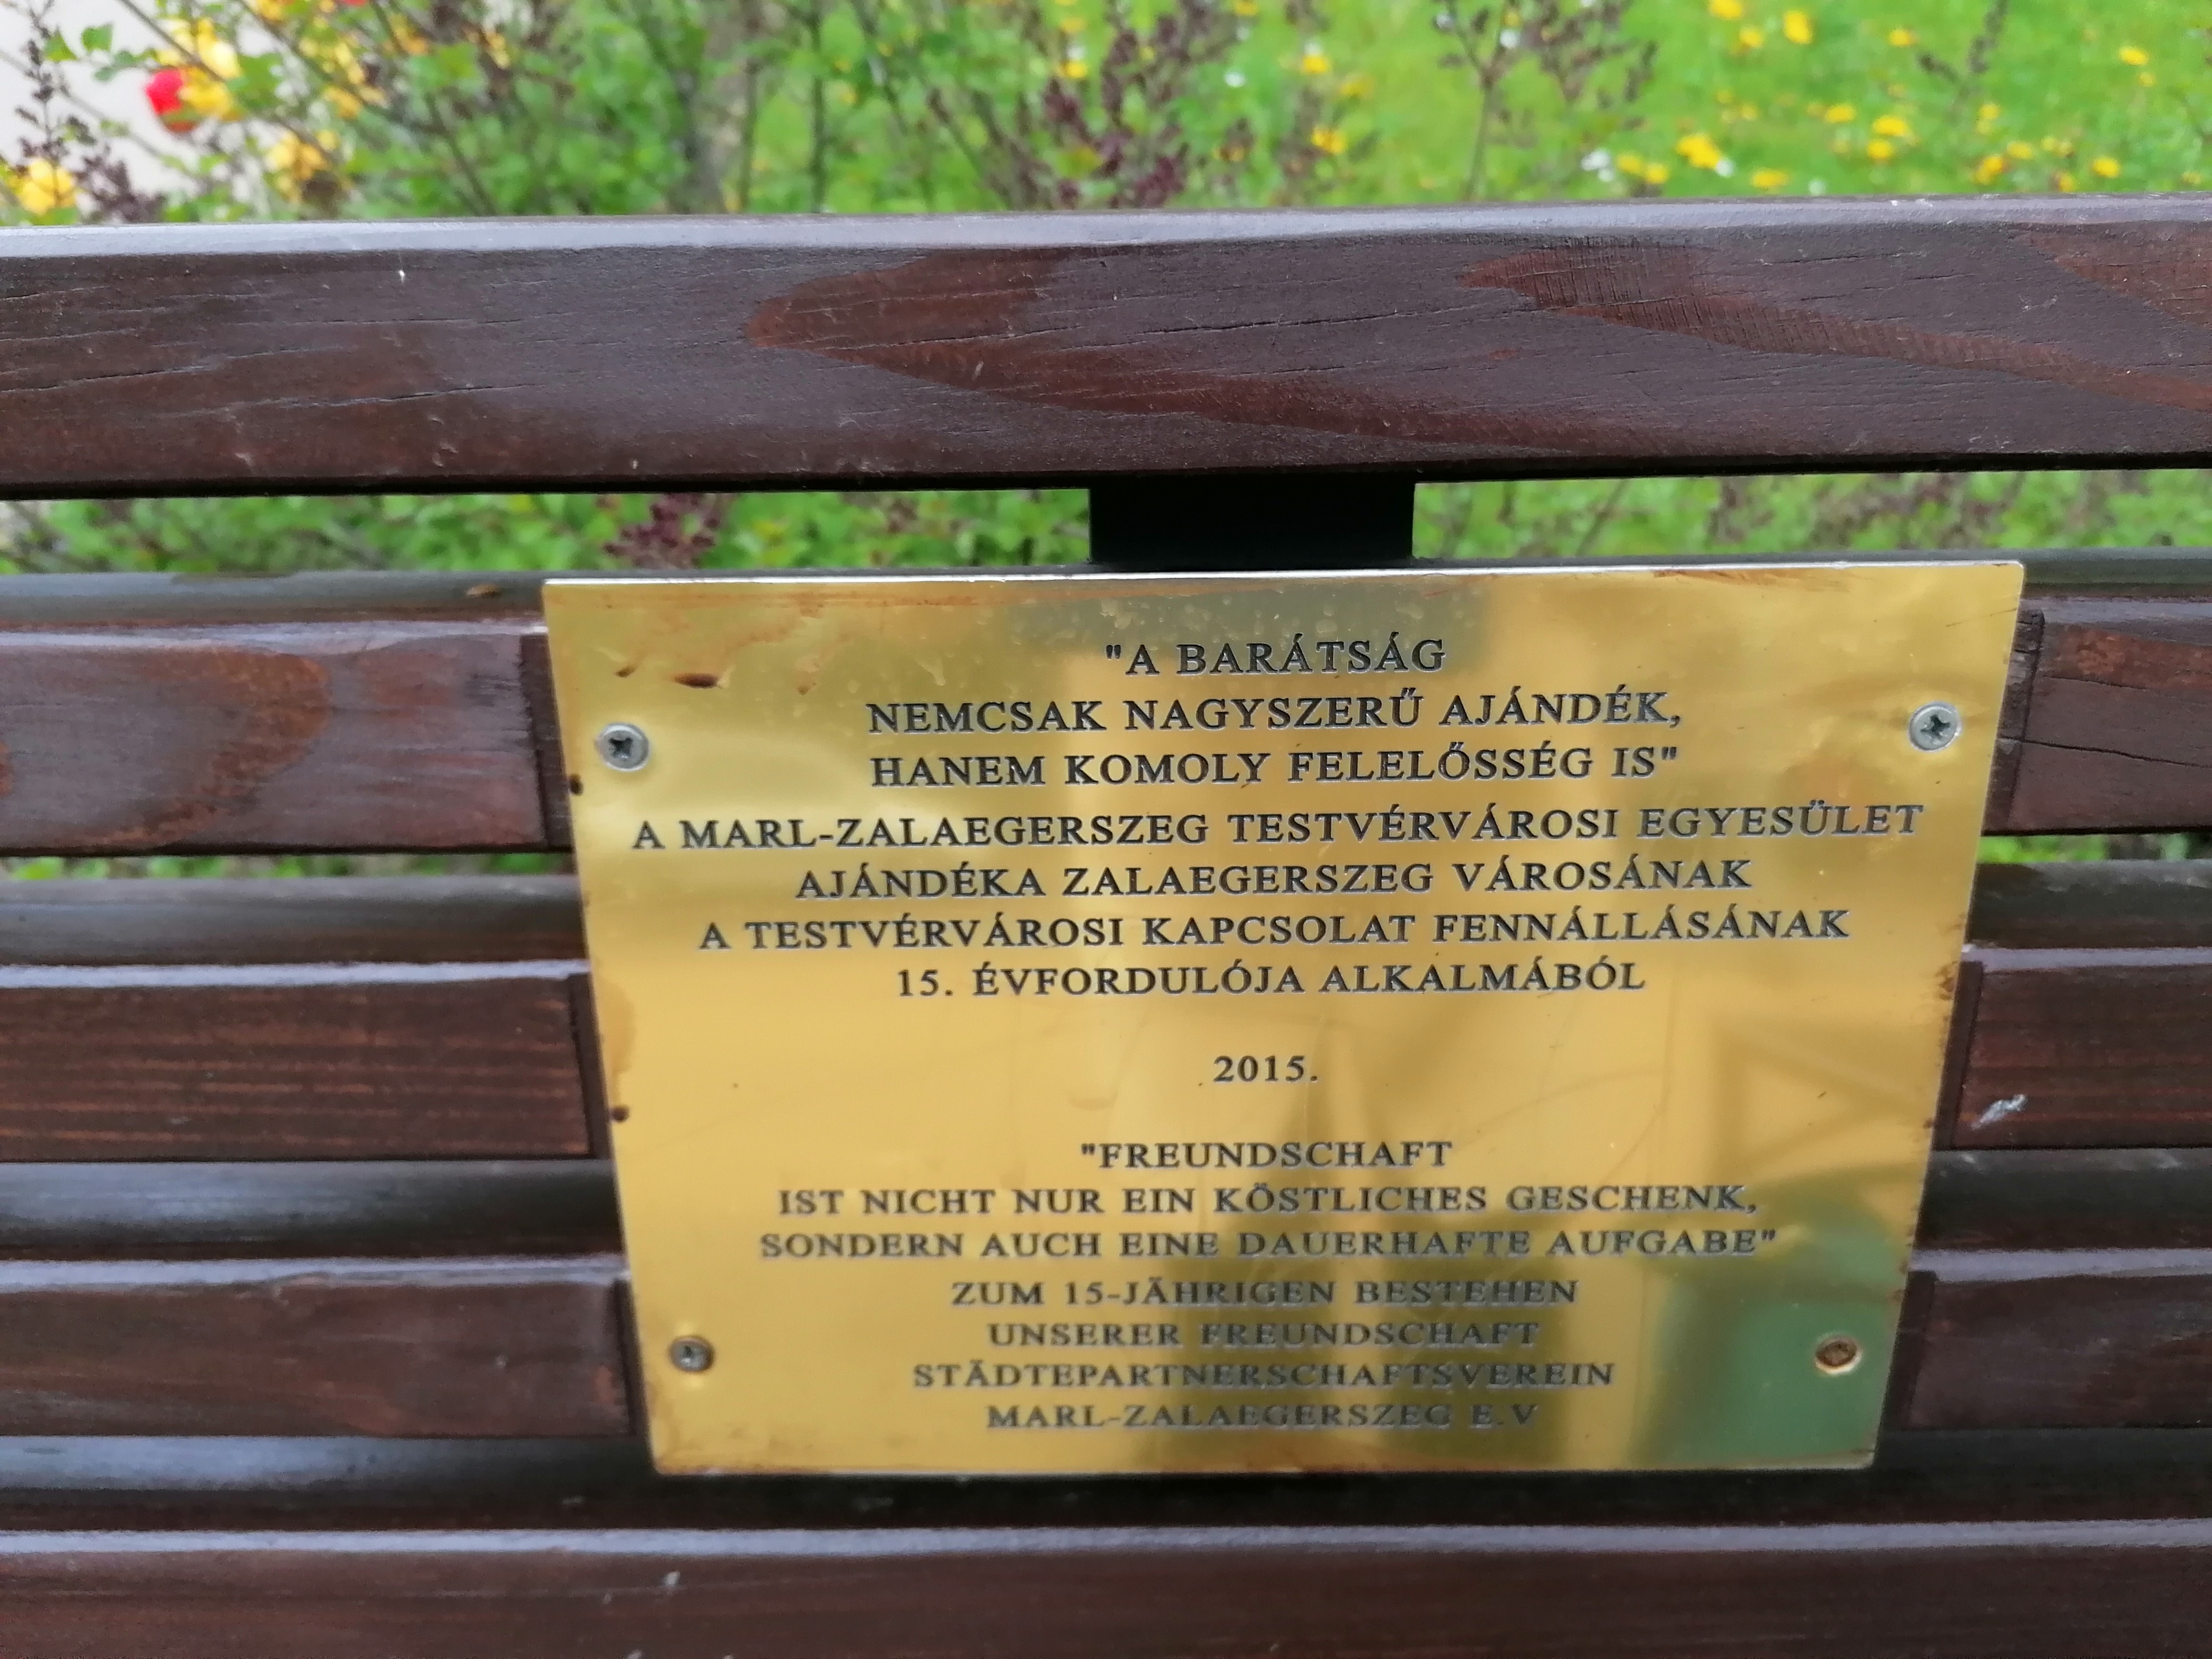 "A BARÁTSÁG
NEMCSAK NAGYSZERŰ AJÁNDÉK,
HANEM KOMOLY FELELŐSSÉG IS"
A MARL-ZALAEGERSZEG TESTVÉRVÁROSI EGYESÜLET
AJÁNDÉKA ZALAEGERSZEG VÁROSÁNAK
A TESTVÉRVÁROSI KAPCSOLAT FENNÁLLÁSÁNAK
15. ÉVFORDULÓJA ALKALMÁBÓL
2015.
"FREUNDSCHAFT
IST NICHT NUR EIN KÖSTLICHES GESCHENK,
SONDERN AUCH EINE DAUERHAFTE AUFGABE"
ZUM 15-JÄHRIGEN BESTEHEN
UNSERER FREUNDSCHAFT
STÄDTEPARTNERSCHAFTSVEREIN
MARL-ZALAEGERSZEG E.V